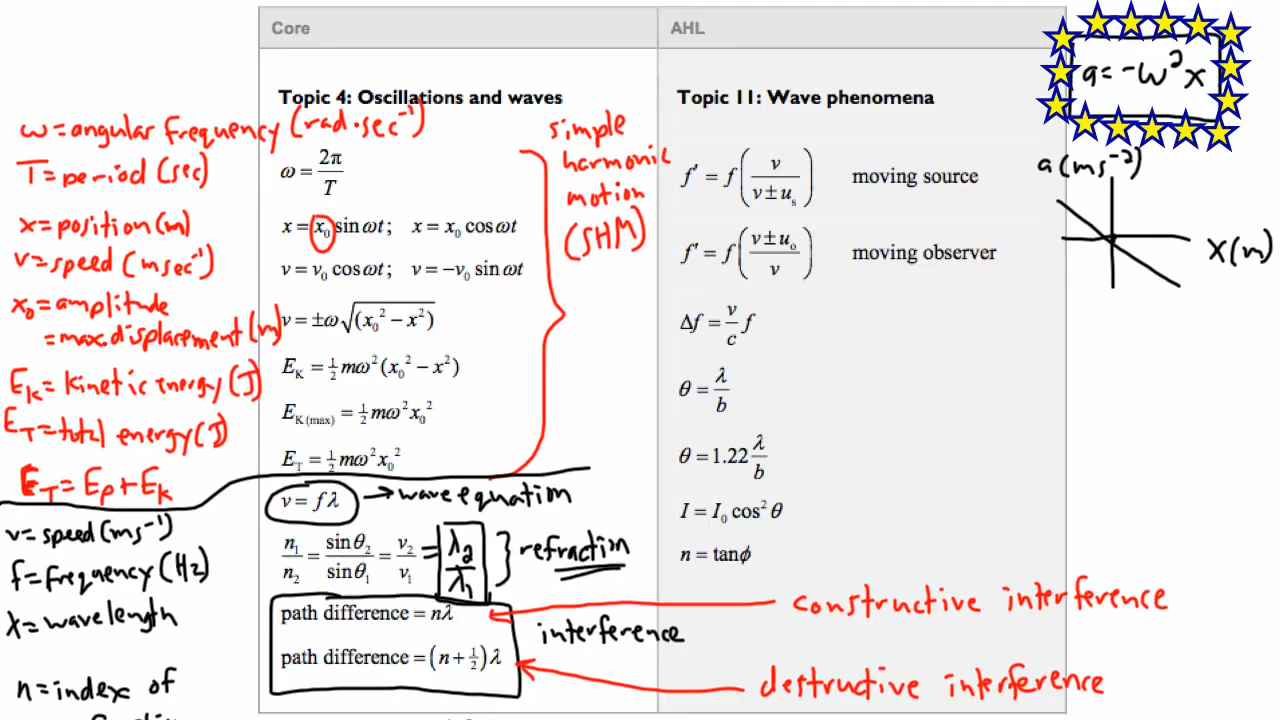 Core
AHL
a=-ω²x
Topic 4: Oscillations and waves
Topic 11: Wave phenomena
ω=angular frequency (rad·sec⁻¹)
T=period (sec)
x=position (m)
v=speed (msec⁻¹)
x₀=amplitude
=max.displacement (m)
E_K=kinetic energy (J)
E_T=total energy (J)
E_T=E_P+E_K
v=speed (ms⁻¹)
f=frequency (Hz)
λ=wavelength
n=index of
ω = 2π/T
x = x₀ sin ωt; x = x₀ cos ωt
v = v₀ cos ωt; v = −v₀ sin ωt
v = ±ω√(x₀² − x²)
E_K = ½mω²(x₀² − x²)
E_K(max) = ½mω²x₀²
E_T = ½mω²x₀²
v = fλ → wave equation
n₁/n₂ = sinθ₂/sinθ₁ = v₂/v₁ = λ₂/λ₁ } refraction
path difference = nλ
interference
path difference = (n + ½)λ
simple
harmonic
motion
(SHM)
f′ = f(v/(v ± u_s)) moving source
f′ = f((v ± u_o)/v) moving observer
Δf = (v/c) f
θ = λ/b
θ = 1.22 λ/b
I = I₀ cos²θ
n = tanϕ
constructive interference
destructive interference
a (ms⁻²)
x(m)